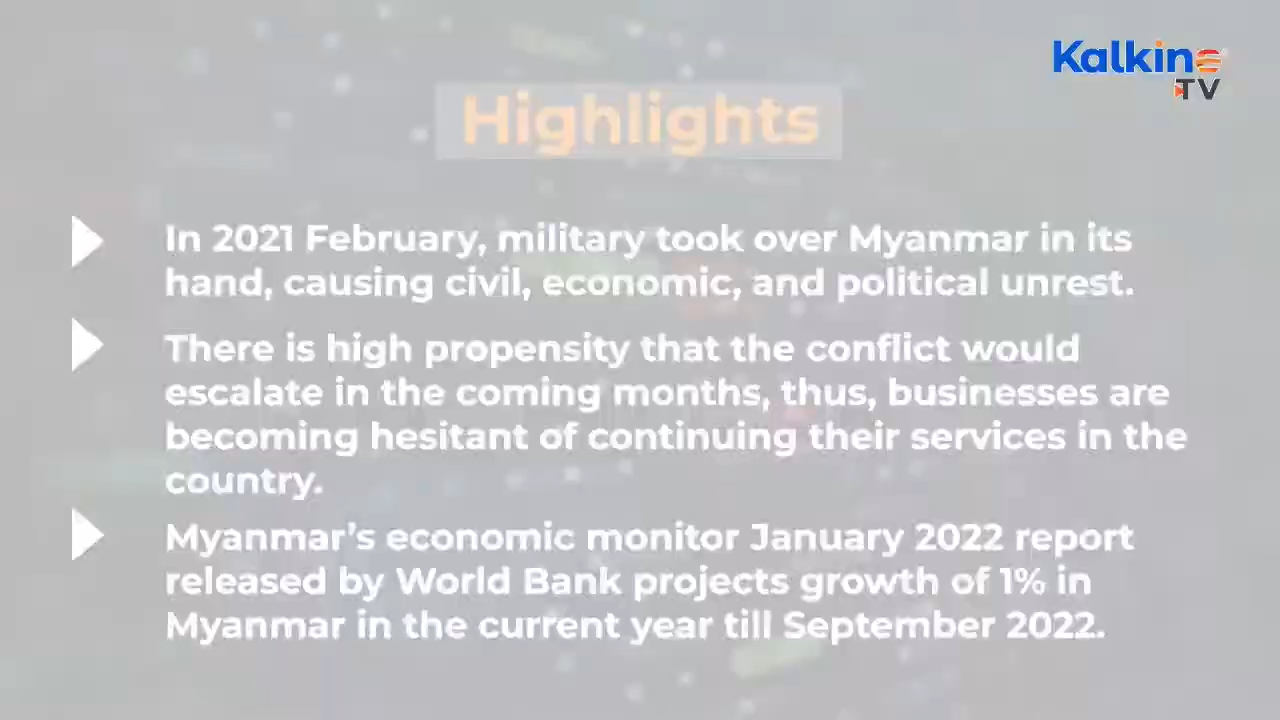 Kalkine
TV
Highlights
In 2021 February, military took over Myanmar in its
hand, causing civil, economic, and political unrest.
There is high propensity that the conflict would
escalate in the coming months, thus, businesses are
becoming hesitant of continuing their services in the
country.
Myanmar’s economic monitor January 2022 report
released by World Bank projects growth of 1% in
Myanmar in the current year till September 2022.